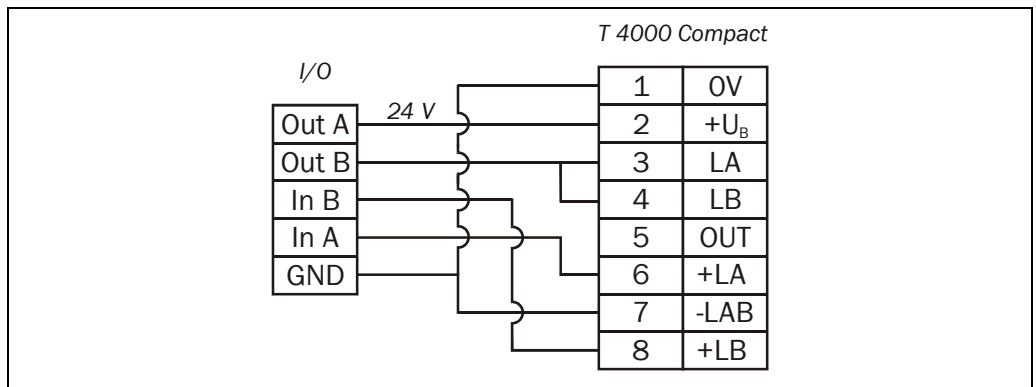 T 4000 Compact
I/O
24 V
Out A
Out B
In B
In A
GND
1 0V
2 +U_B
3 LA
4 LB
5 OUT
6 +LA
7 -LAB
8 +LB